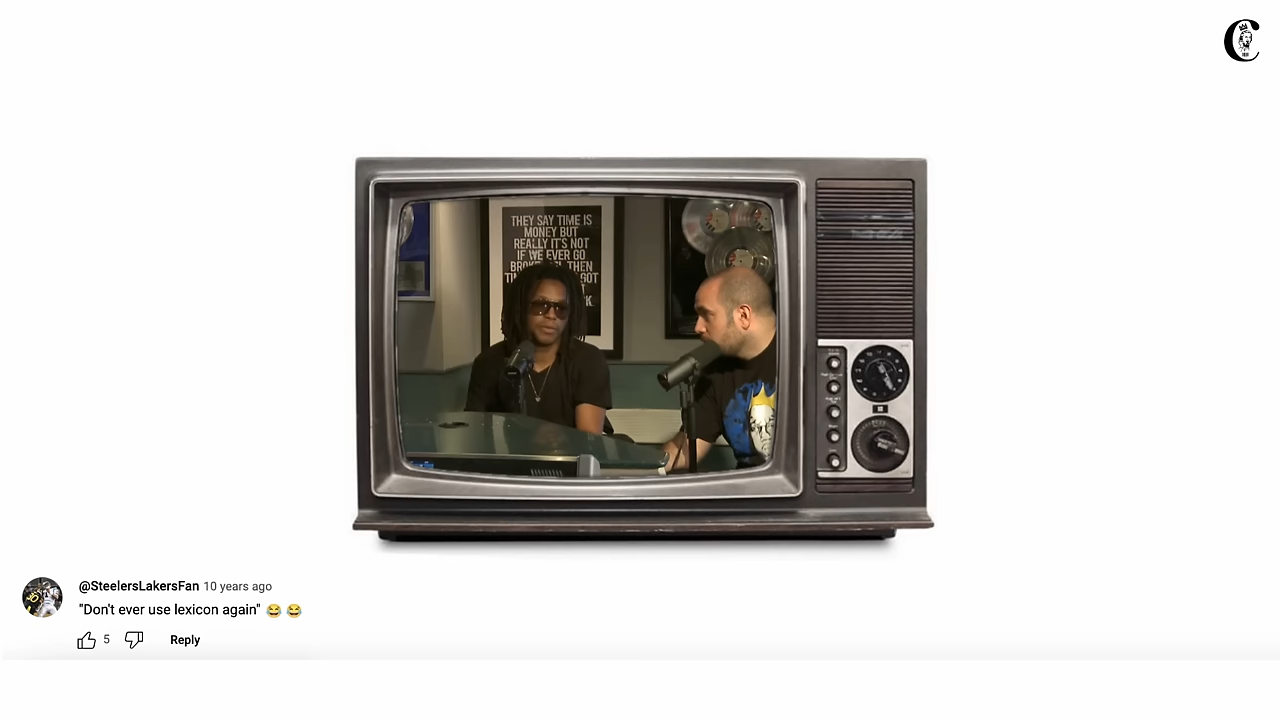 THEY SAY TIME IS
MONEY BUT
REALLY IT'S NOT
IF WE EVER GO
THEN
@SteelersLakersFan 10 years ago
"Don't ever use lexicon again" 😂 😂
5
Reply